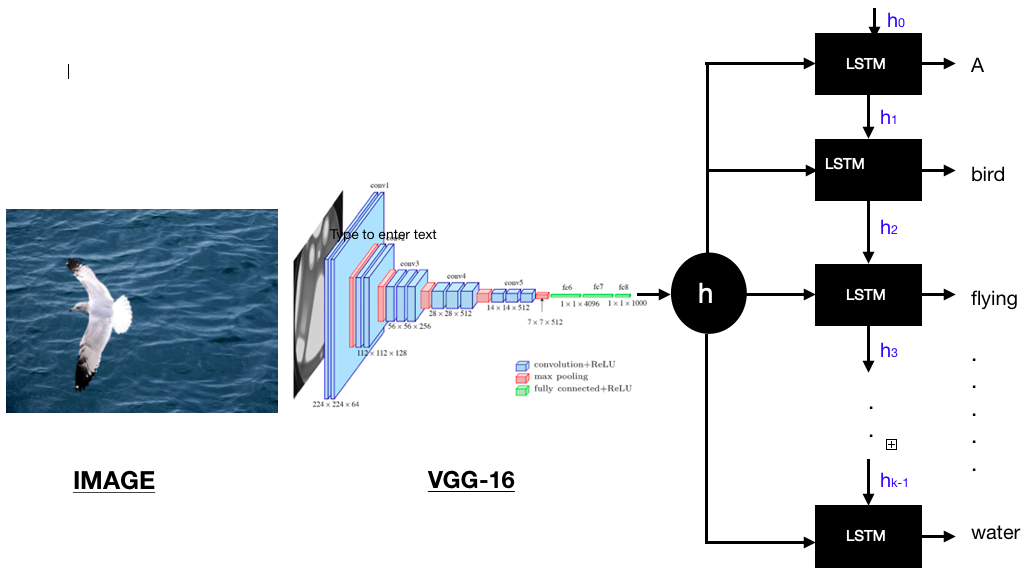 h0
LSTM
A
h1
LSTM
bird
h2
LSTM
flying
h3
h
hk-1
LSTM
water
conv1
Type to enter text
conv3
conv4
conv5
fc6
fc7
fc8
1 × 1 × 4096
1 × 1 × 1000
14 × 14 × 512
28 × 28 × 512
7 × 7 × 512
56 × 56 × 256
112 × 112 × 128
224 × 224 × 64
convolution+ReLU
max pooling
fully connected+ReLU
IMAGE
VGG-16